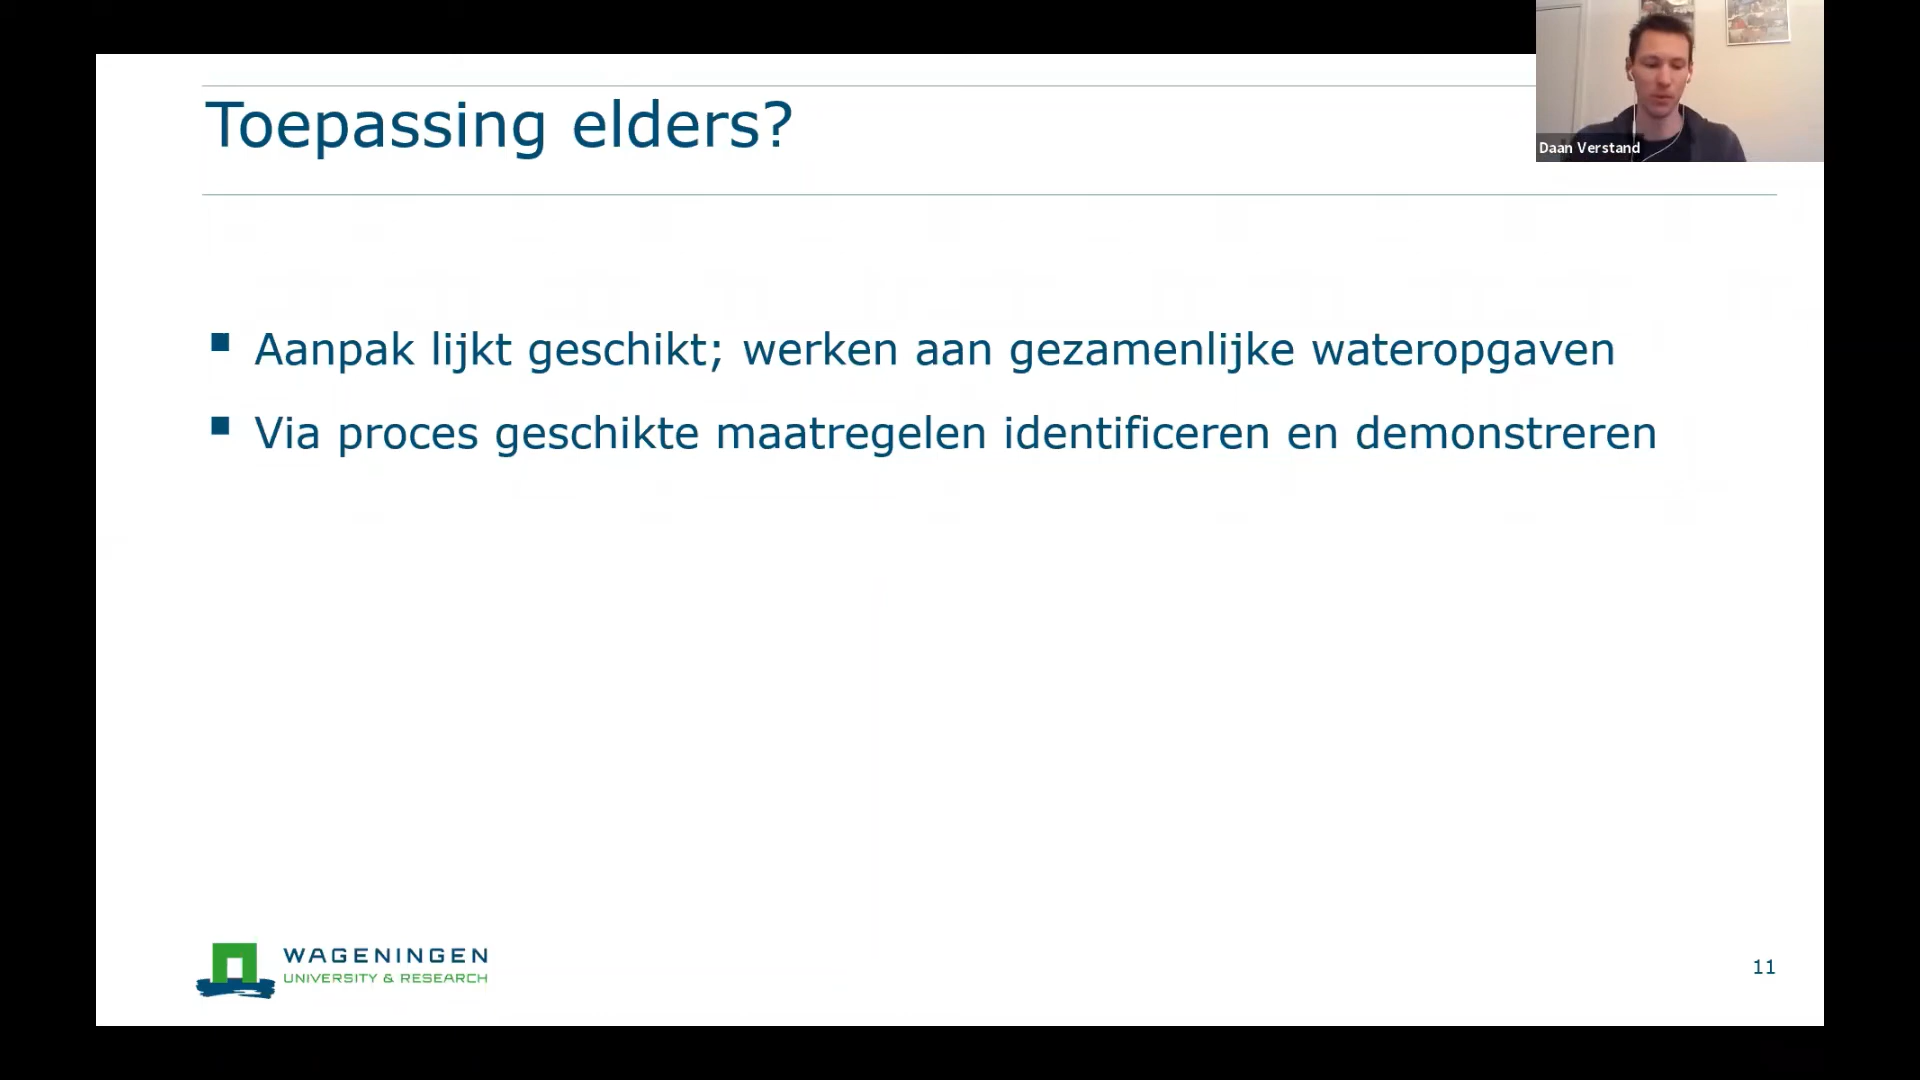 Toepassing elders?
Daan Verstand
▪ Aanpak lijkt geschikt; werken aan gezamenlijke wateropgaven
▪ Via proces geschikte maatregelen identificeren en demonstreren
WAGENINGEN
UNIVERSITY & RESEARCH
11